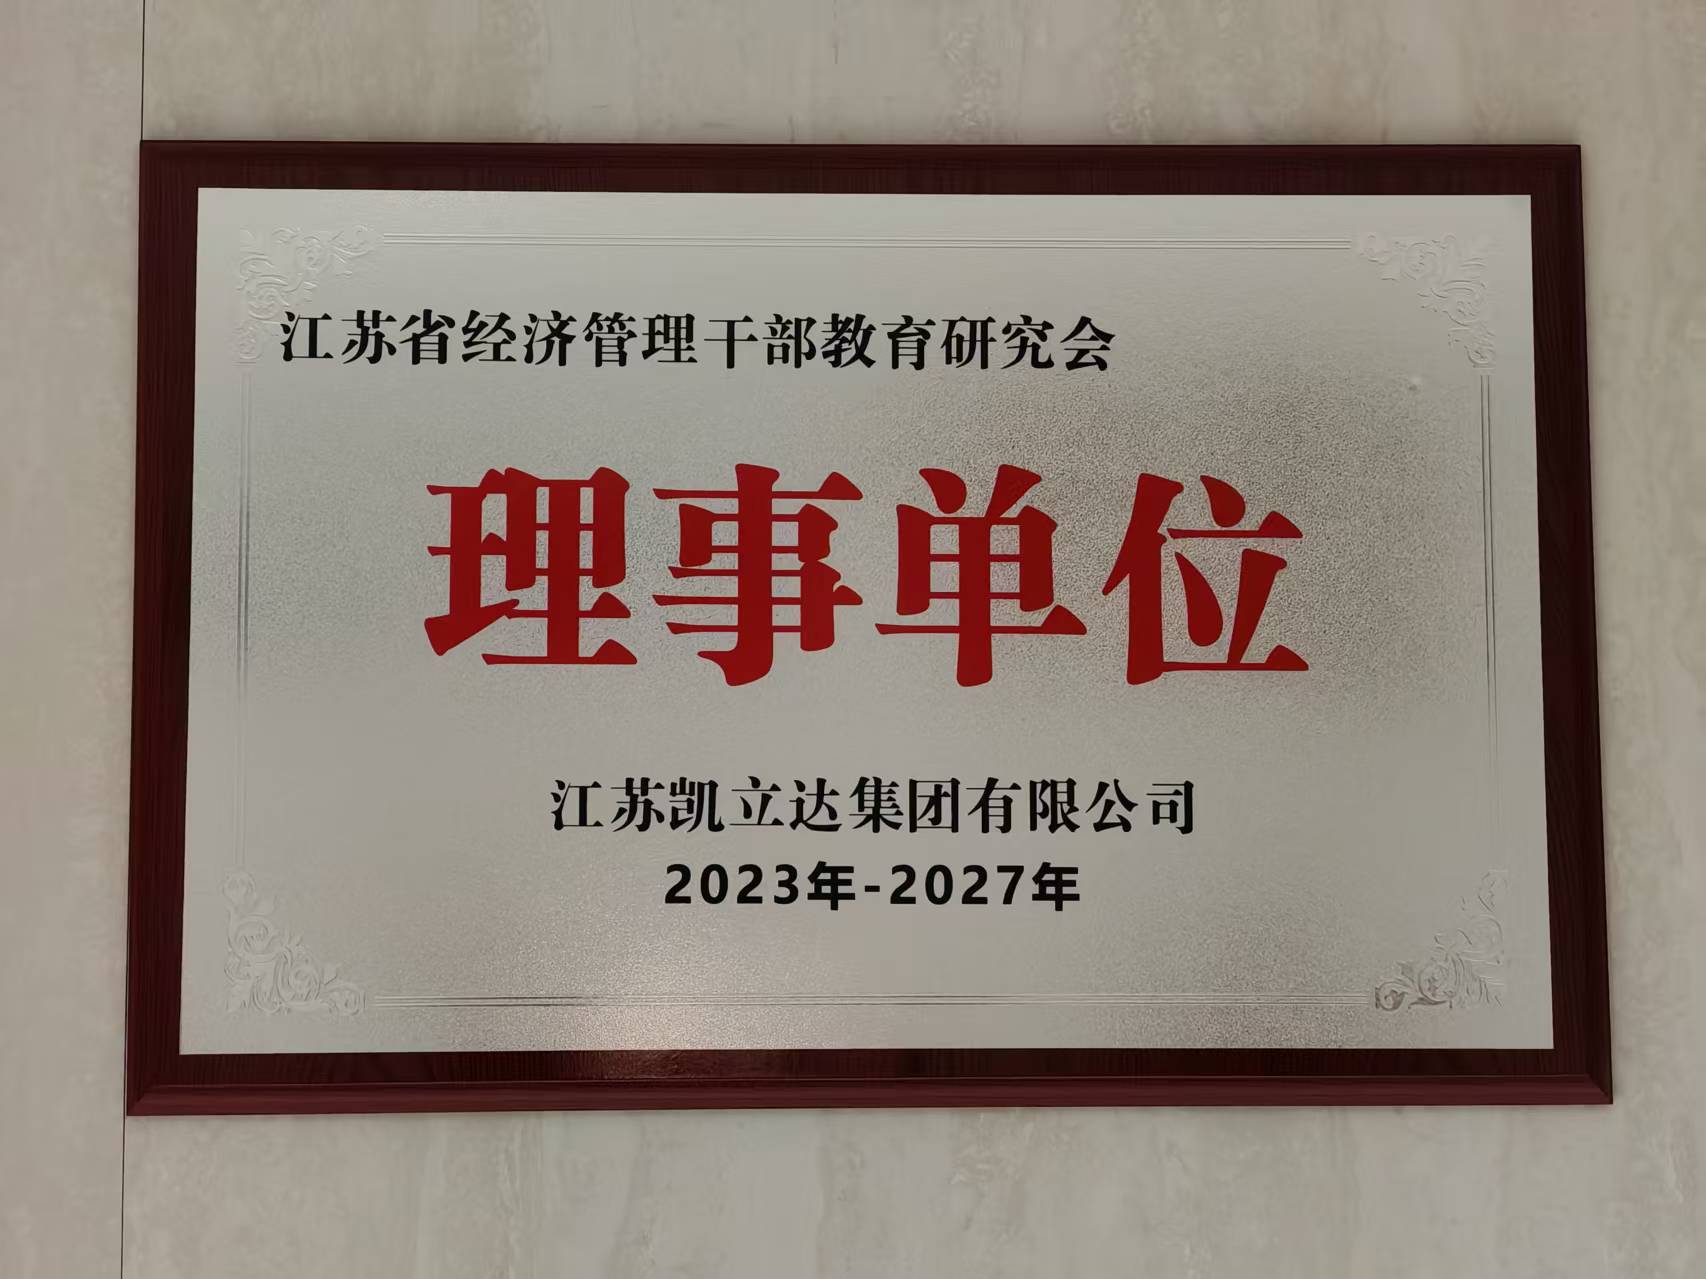 江苏省经济管理干部教育研究会
理事单位
江苏凯立达集团有限公司
2023年-2027年